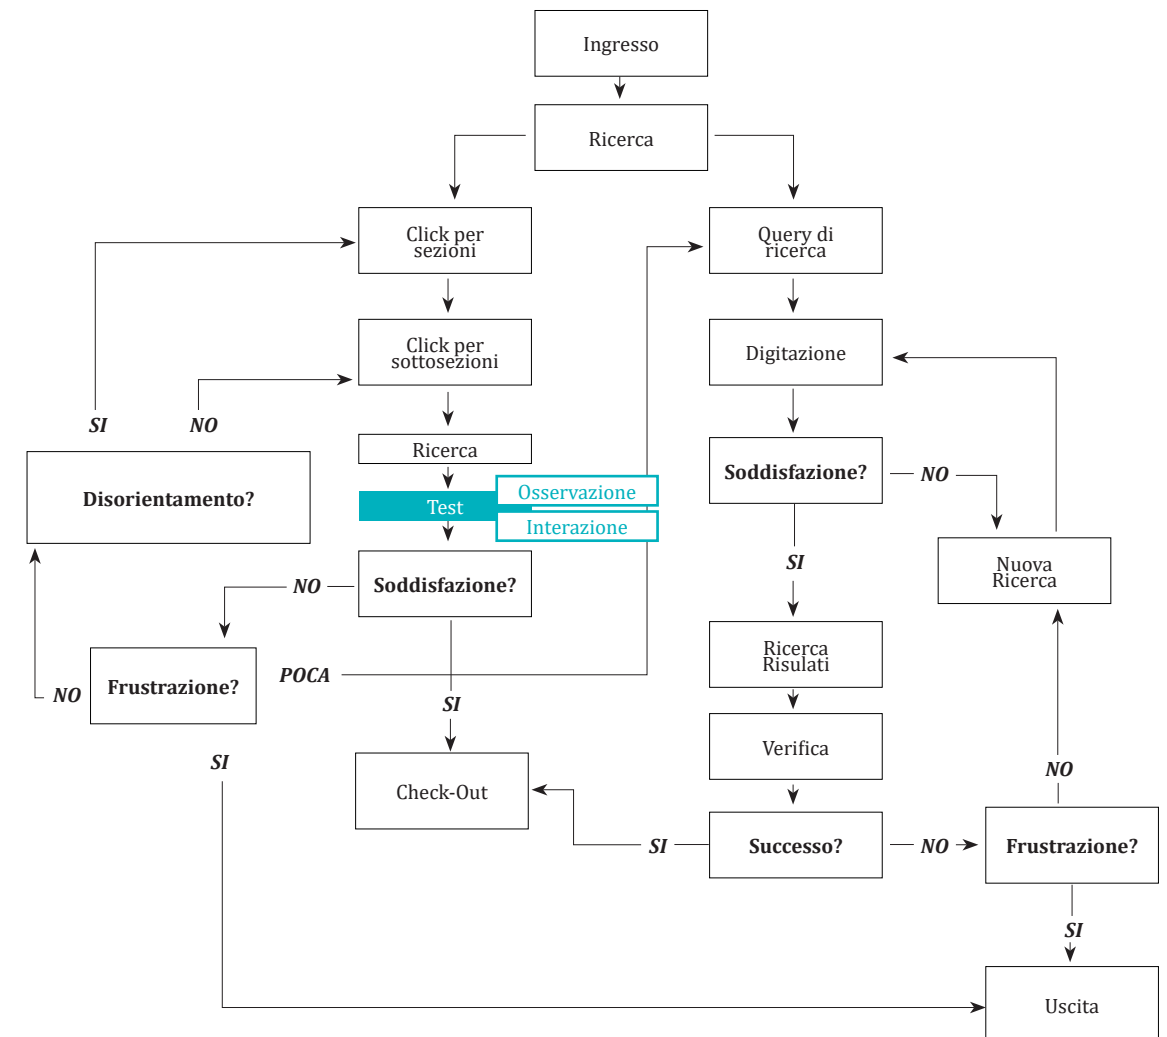 Ingresso
Ricerca
Click per
sezioni
Query di
ricerca
Click per
sottosezioni
Digitazione
SI
NO
Ricerca
Soddisfazione?
NO
Disorientamento?
Test
Osservazione
Interazione
SI
Nuova
Ricerca
NO
Soddisfazione?
Ricerca
Risulati
NO
Frustrazione?
POCA
SI
Verifica
SI
NO
Check-Out
SI
Successo?
NO
Frustrazione?
SI
Uscita